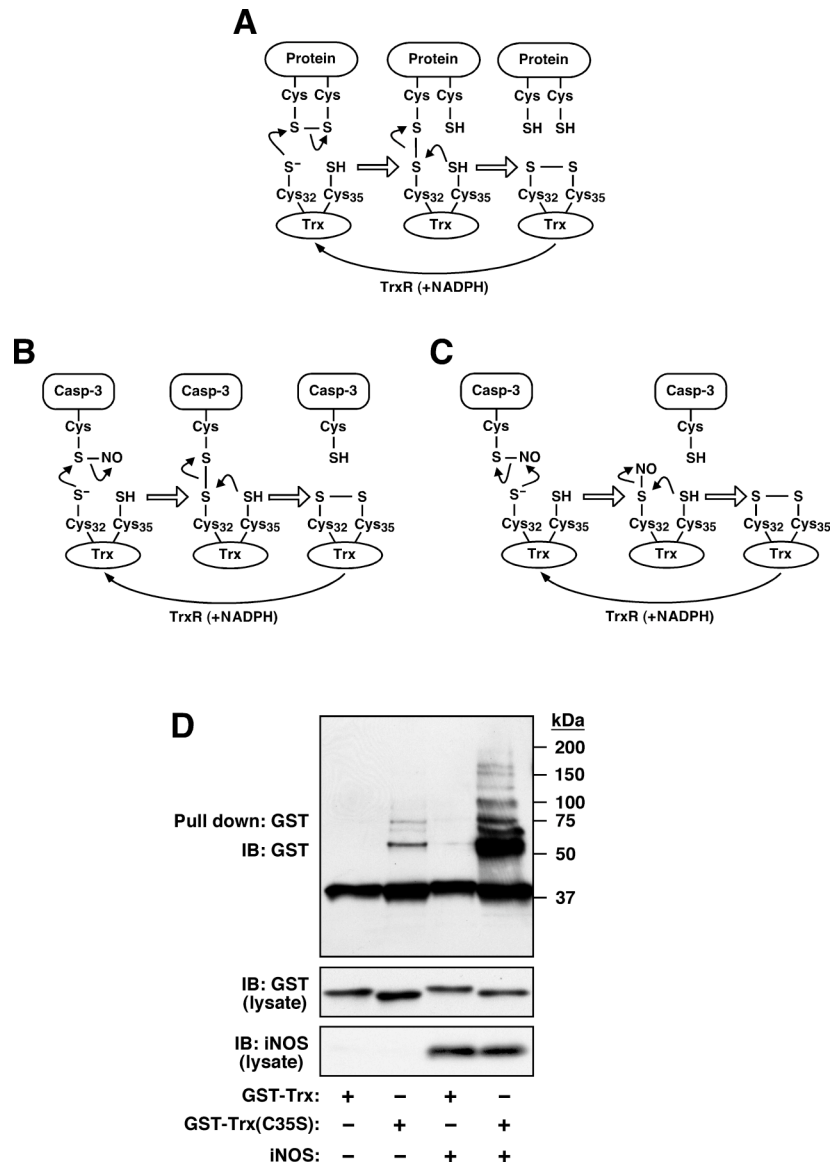 A
Protein Protein Protein
Cys Cys Cys Cys Cys Cys
S S S SH SH SH
S⁻ SH S SH S S
Cys32 Cys35 Cys32 Cys35 Cys32 Cys35
Trx Trx Trx
TrxR (+NADPH)
B
Casp-3 Casp-3 Casp-3
Cys Cys Cys
S NO S SH
S⁻ SH S SH S S
Cys32 Cys35 Cys32 Cys35 Cys32 Cys35
Trx Trx Trx
TrxR (+NADPH)
C
Casp-3 Casp-3
Cys Cys
S NO NO SH
S⁻ SH S SH S S
Cys32 Cys35 Cys32 Cys35 Cys32 Cys35
Trx Trx Trx
TrxR (+NADPH)
D
kDa
200
150
100
Pull down: GST 75
IB: GST 50
37
IB: GST
(lysate)
IB: iNOS
(lysate)
GST-Trx: + – + –
GST-Trx(C35S): – + – +
iNOS: – – + +